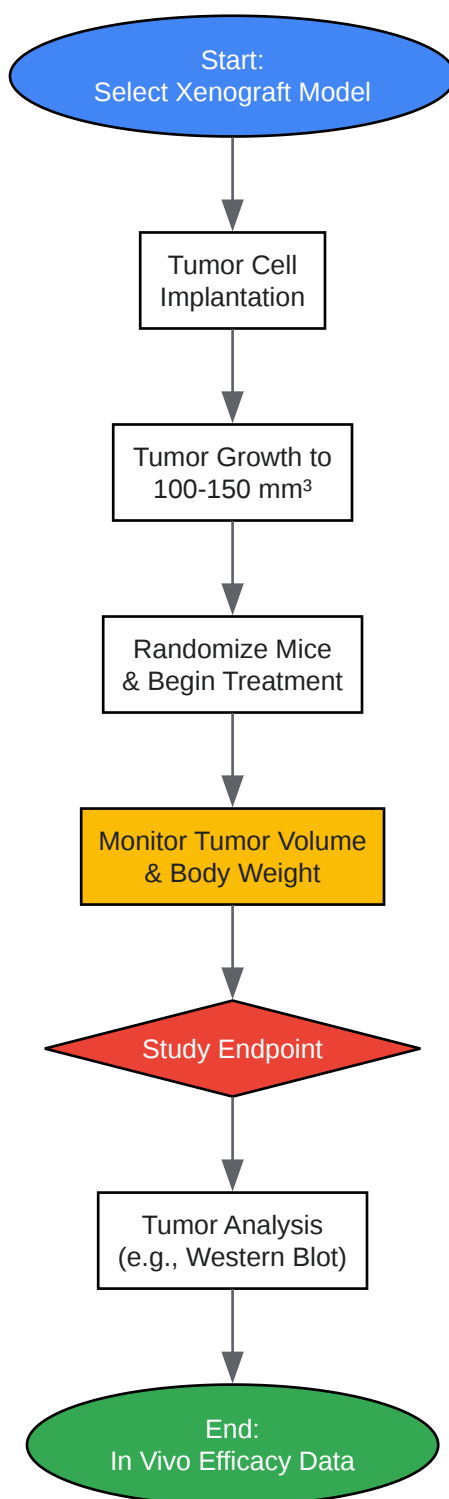 Start:
Select Xenograft Model
Tumor Cell
Implantation
Tumor Growth to
100-150 mm³
Randomize Mice
& Begin Treatment
Monitor Tumor Volume
& Body Weight
Study Endpoint
Tumor Analysis
(e.g., Western Blot)
End:
In Vivo Efficacy Data